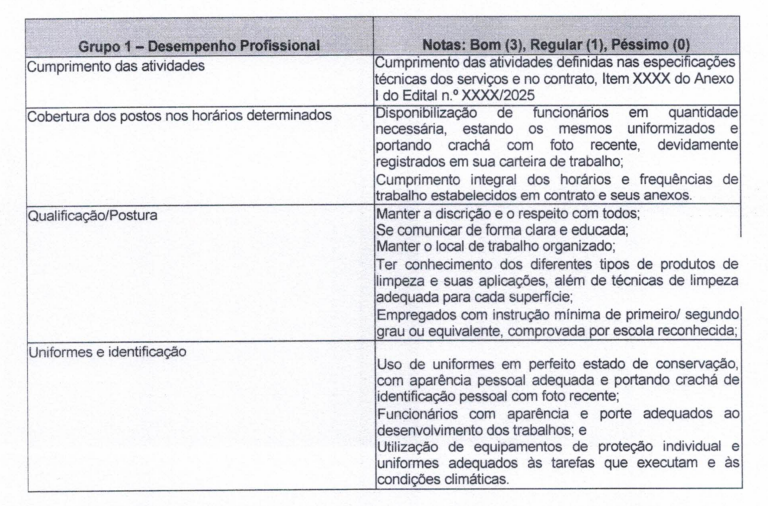 Grupo 1 – Desempenho Profissional
Notas: Bom (3), Regular (1), Péssimo (0)
Cumprimento das atividades
Cumprimento das atividades definidas nas especificações
técnicas dos serviços e no contrato, Item XXXX do Anexo
I do Edital n.º XXXX/2025
Cobertura dos postos nos horários determinados
Disponibilização de funcionários em quantidade
necessária, estando os mesmos uniformizados e
portando crachá com foto recente, devidamente
registrados em sua carteira de trabalho;
Cumprimento integral dos horários e frequências de
trabalho estabelecidos em contrato e seus anexos.
Qualificação/Postura
Manter a discrição e o respeito com todos;
Se comunicar de forma clara e educada;
Manter o local de trabalho organizado;
Ter conhecimento dos diferentes tipos de produtos de
limpeza e suas aplicações, além de técnicas de limpeza
adequada para cada superfície;
Empregados com instrução mínima de primeiro/ segundo
grau ou equivalente, comprovada por escola reconhecida;
Uniformes e identificação
Uso de uniformes em perfeito estado de conservação,
com aparência pessoal adequada e portando crachá de
identificação pessoal com foto recente;
Funcionários com aparência e porte adequados ao
desenvolvimento dos trabalhos; e
Utilização de equipamentos de proteção individual e
uniformes adequados às tarefas que executam e às
condições climáticas.